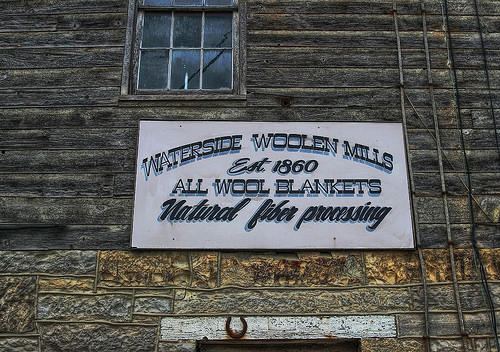 WATERSIDE WOOLEN MILLS
Est. 1860
ALL WOOL BLANKETS
Natural fiber processing